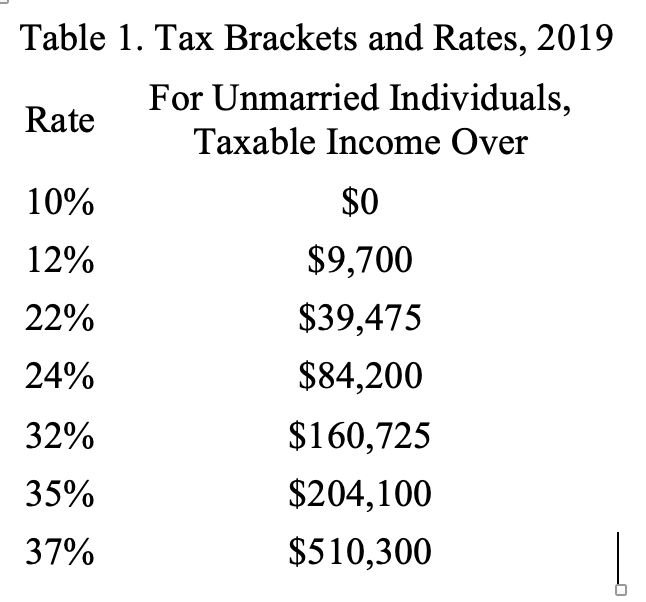 Table 1. Tax Brackets and Rates, 2019
Rate For Unmarried Individuals,
Taxable Income Over
10% $0
12% $9,700
22% $39,475
24% $84,200
32% $160,725
35% $204,100
37% $510,300